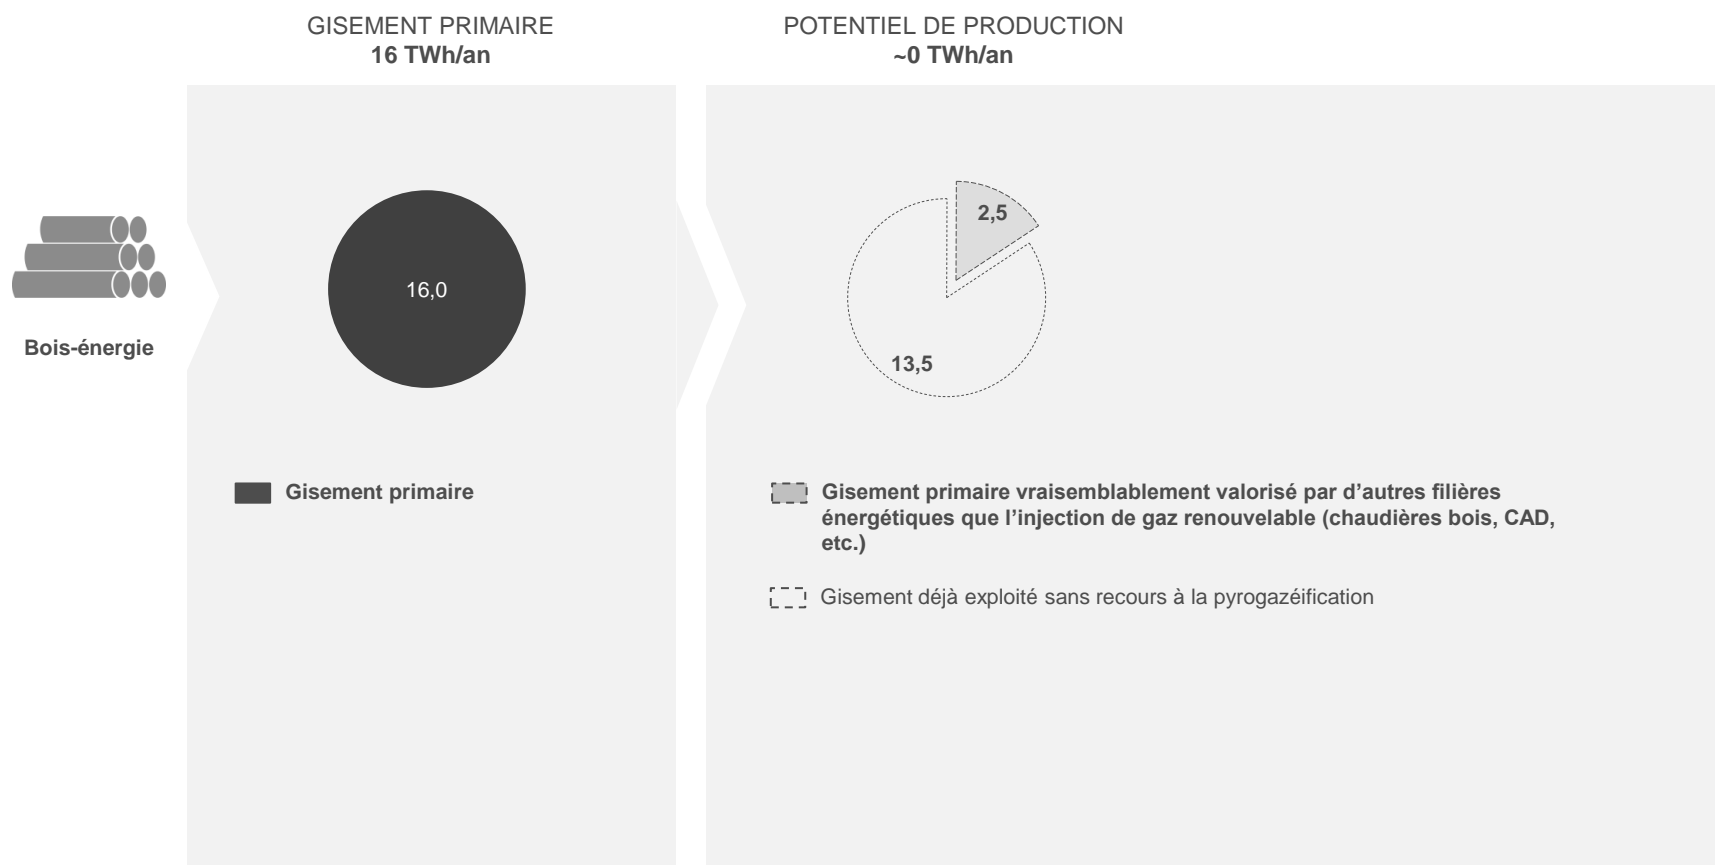 GISEMENT PRIMAIRE
16 TWh/an
POTENTIEL DE PRODUCTION
~0 TWh/an
Bois-énergie
16,0
2,5
13,5
Gisement primaire
Gisement primaire vraisemblablement valorisé par d’autres filières
énergétiques que l’injection de gaz renouvelable (chaudières bois, CAD,
etc.)
Gisement déjà exploité sans recours à la pyrogazéification